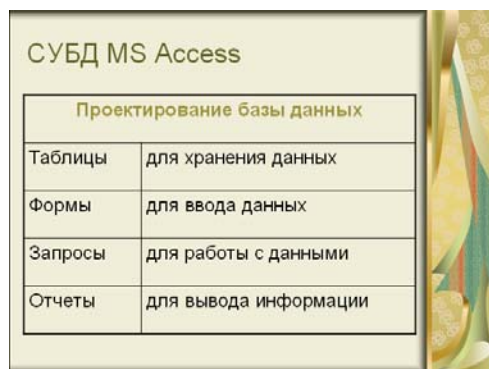 СУБД MS Access
Проектирование базы данных
Таблицы для хранения данных
Формы для ввода данных
Запросы для работы с данными
Отчеты для вывода информации